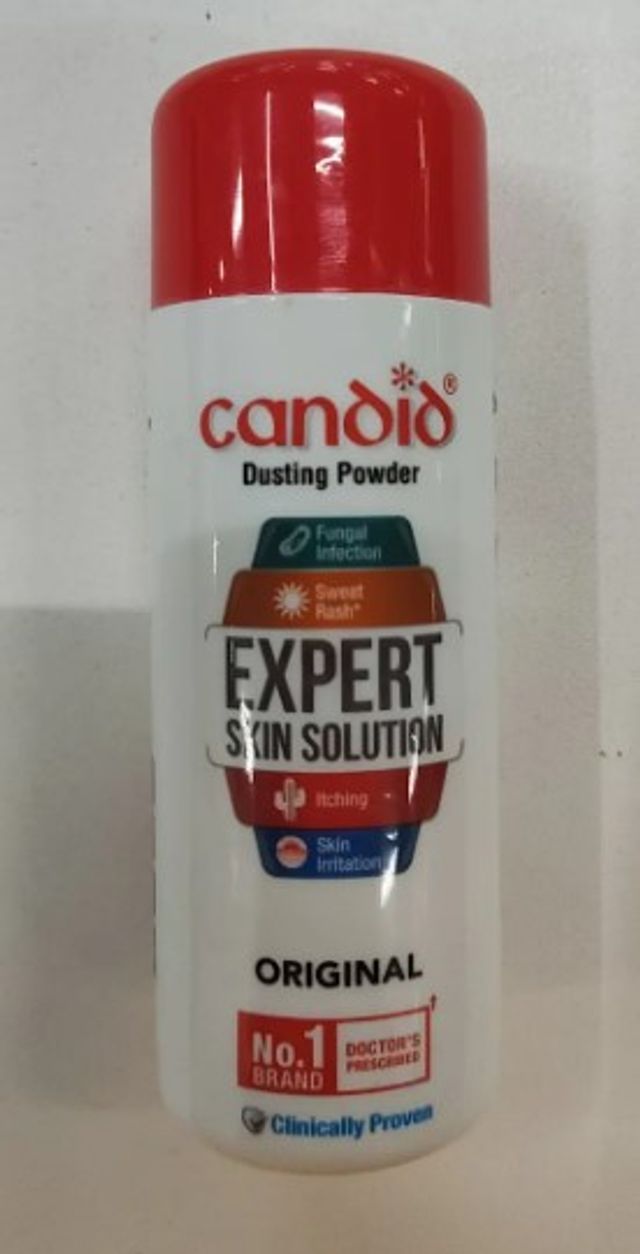 candid®
Dusting Powder
Fungal
Infection
Sweat
Rash*
EXPERT
SKIN SOLUTION
Itching
Skin
Irritation
ORIGINAL
No.1
BRAND
DOCTOR'S
PRESCRIBED
†
Clinically Proven